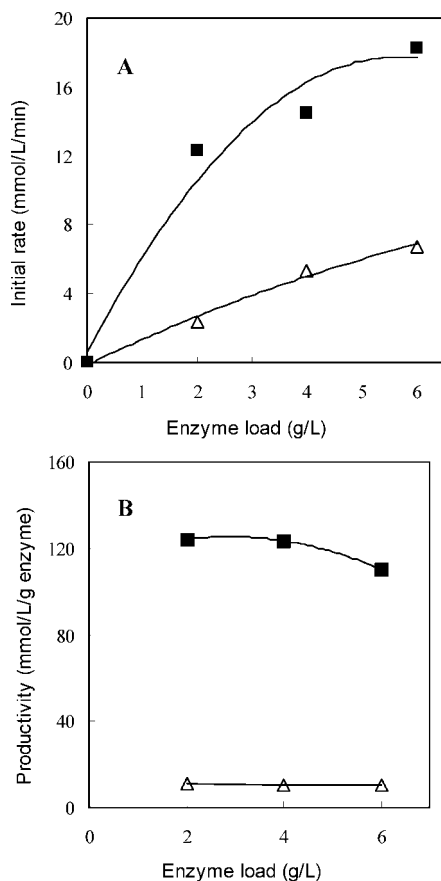 A
Initial rate (mmol/L/min)
20
16
12
8
4
0
0 1 2 3 4 5 6
Enzyme load (g/L)
B
Productivity (mmol/L/g enzyme)
160
120
80
40
0
0 2 4 6
Enzyme load (g/L)